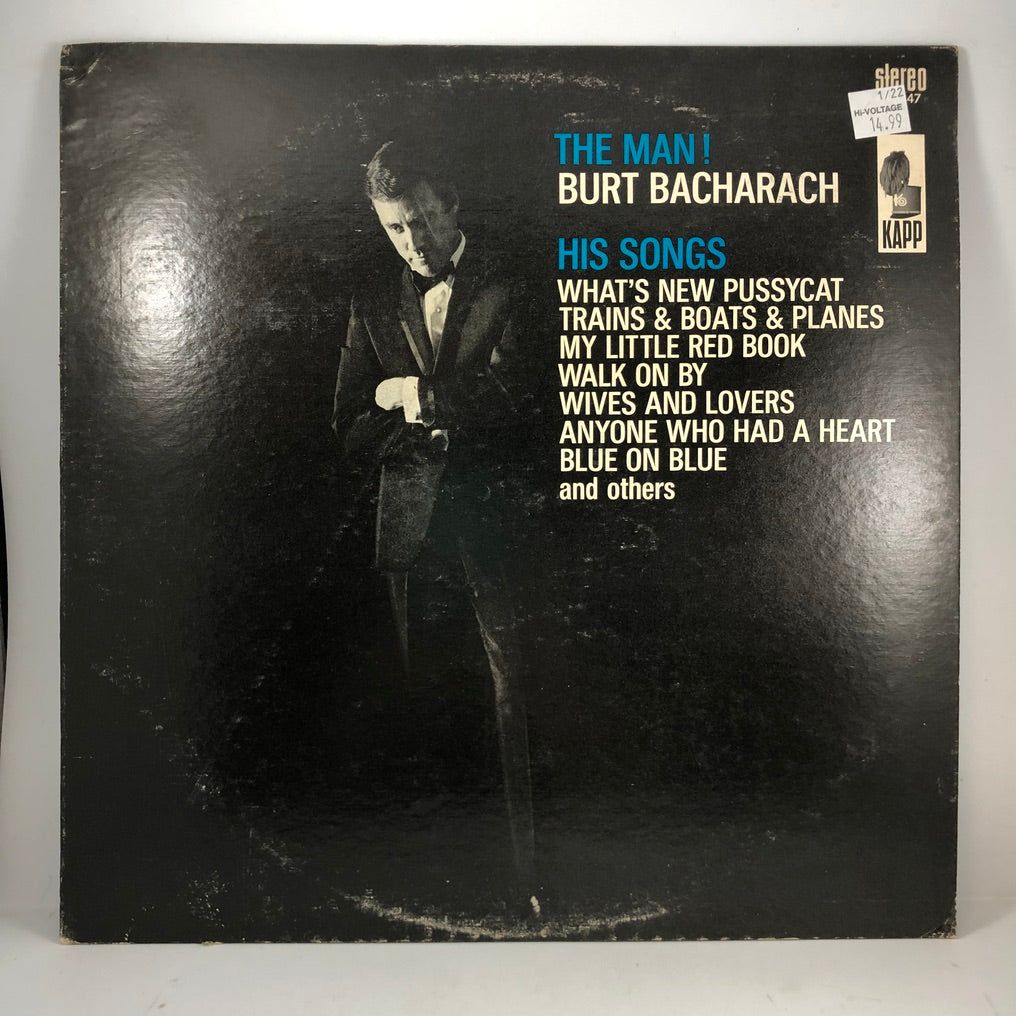 stereo
47
1/22
HI-VOLTAGE
14.99
THE MAN!
BURT BACHARACH
KAPP
HIS SONGS
WHAT'S NEW PUSSYCAT
TRAINS & BOATS & PLANES
MY LITTLE RED BOOK
WALK ON BY
WIVES AND LOVERS
ANYONE WHO HAD A HEART
BLUE ON BLUE
and others